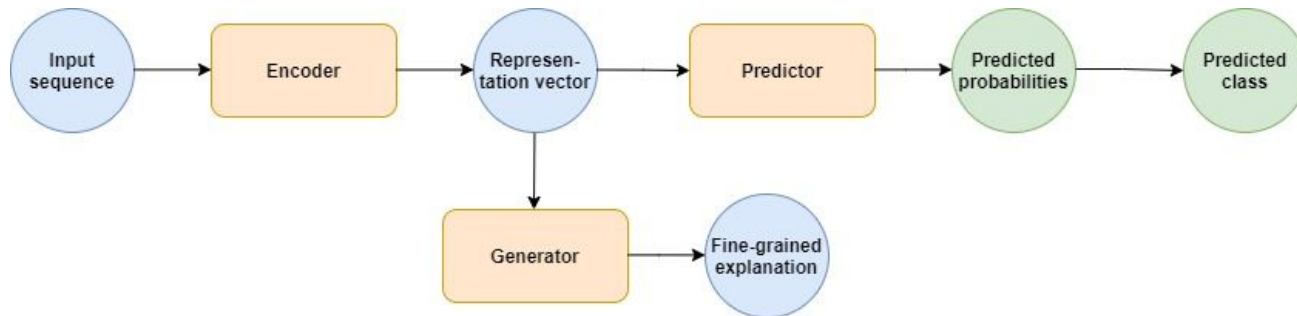 Input
sequence
Encoder
Represen-
tation vector
Predictor
Predicted
probabilities
Predicted
class
Generator
Fine-grained
explanation